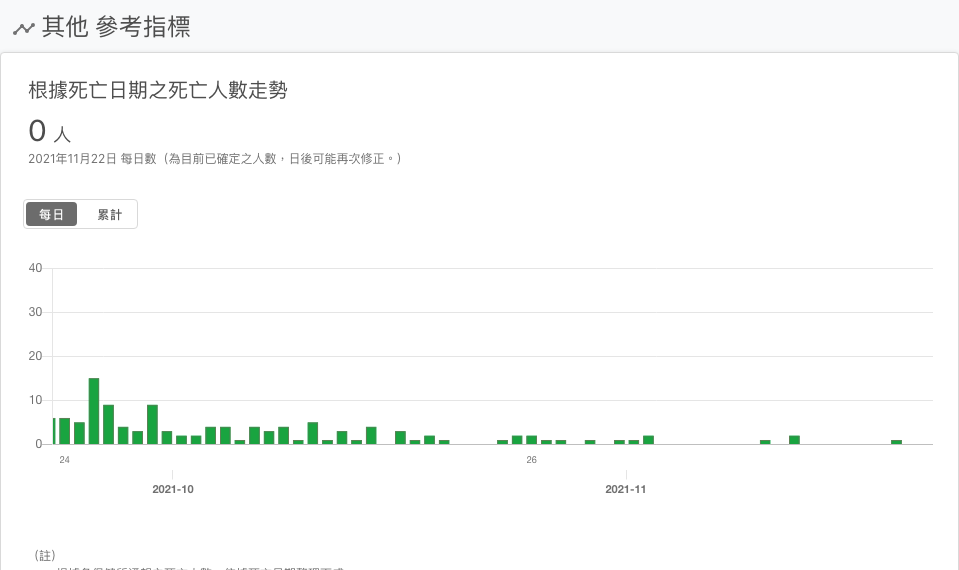 其他 參考指標
根據死亡日期之死亡人數走勢
0 人
2021年11月22日 每日數（為目前已確定之人數，日後可能再次修正。）
每日 累計
40
30
20
10
0
24 26
2021-10 2021-11
（註）